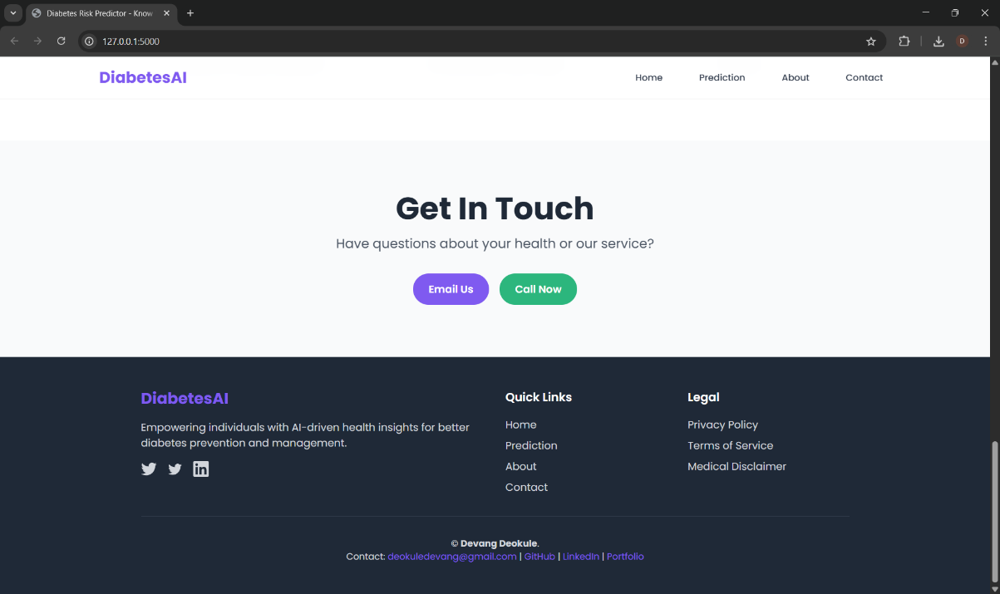 Diabetes Risk Predictor - Know
127.0.0.1:5000
D
DiabetesAI
Home
Prediction
About
Contact
Get In Touch
Have questions about your health or our service?
Email Us
Call Now
DiabetesAI
Empowering individuals with AI-driven health insights for better
diabetes prevention and management.
in
Quick Links
Home
Prediction
About
Contact
Legal
Privacy Policy
Terms of Service
Medical Disclaimer
© Devang Deokule.
Contact: deokuledevang@gmail.com | GitHub | LinkedIn | Portfolio